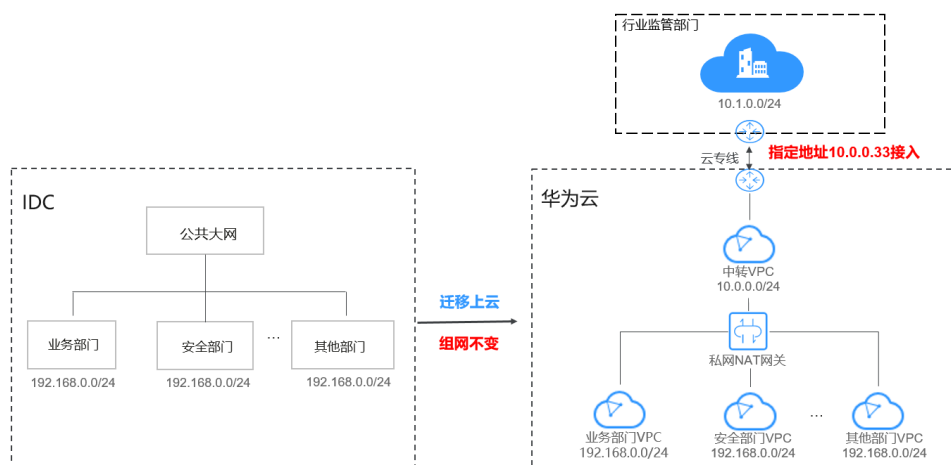 行业监管部门
10.1.0.0/24
云专线
指定地址10.0.0.33接入
IDC
公共大网
业务部门
安全部门
...
其他部门
192.168.0.0/24
192.168.0.0/24
192.168.0.0/24
迁移上云
组网不变
华为云
中转VPC
10.0.0.0/24
私网NAT网关
业务部门VPC
192.168.0.0/24
安全部门VPC
192.168.0.0/24
...
其他部门VPC
192.168.0.0/24